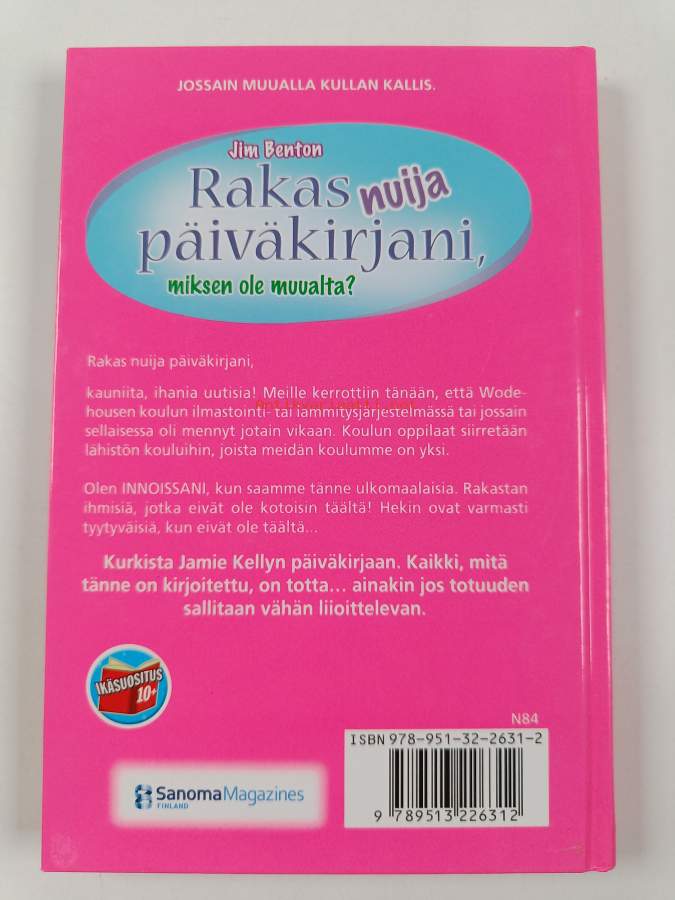 JOSSAIN MUUALLA KULLAN KALLIS.
Jim Benton
Rakas nuija
päiväkirjani,
miksen ole muualta?
Rakas nuija päiväkirjani,
kauniita, ihania uutisia! Meille kerrottiin tänään, että Wode-
housen koulun ilmastointi- tai lämmitysjärjestelmässä tai jossain
sellaisessa oli mennyt jotain vikaan. Koulun oppilaat siirretään
lähistön kouluihin, joista meidän koulumme on yksi.
Olen INNOISSANI, kun saamme tänne ulkomaalaisia. Rakastan
ihmisiä, jotka eivät ole kotoisin täältä! Hekin ovat varmasti
tyytyväisiä, kun eivät ole täältä...
Kurkista Jamie Kellyn päiväkirjaan. Kaikki, mitä
tänne on kirjoitettu, on totta... ainakin jos totuuden
sallitaan vähän liioittelevan.
IKÄSUOSITUS
10+
N84
ISBN 978-951-32-2631-2
SanomaMagazines
FINLAND
9 789513 226312